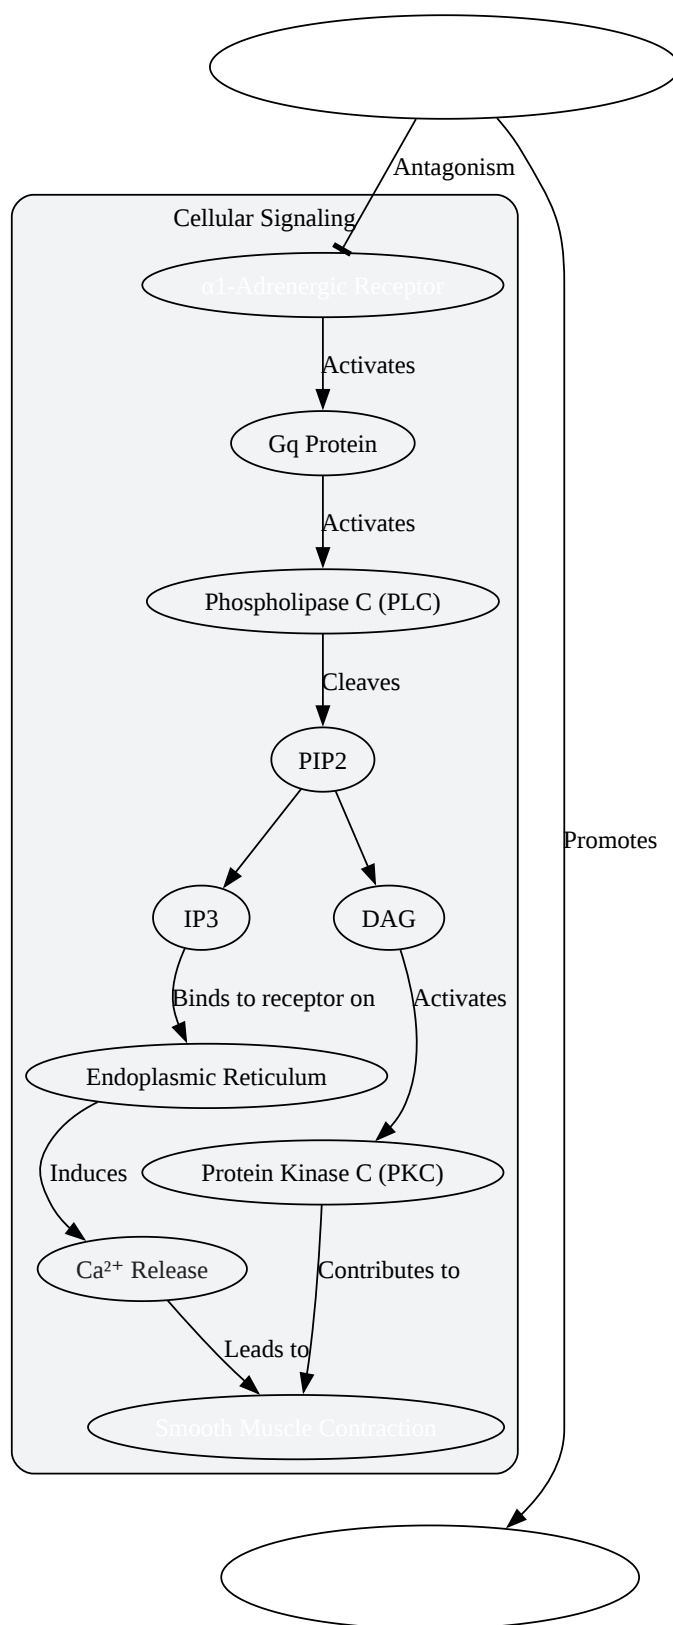 Antagonism
Cellular Signaling
α1-Adrenergic Receptor
Activates
Gq Protein
Activates
Phospholipase C (PLC)
Cleaves
PIP2
Promotes
IP3
DAG
Binds to receptor on
Activates
Endoplasmic Reticulum
Induces
Protein Kinase C (PKC)
Ca²⁺ Release
Contributes to
Leads to
Smooth Muscle Contraction